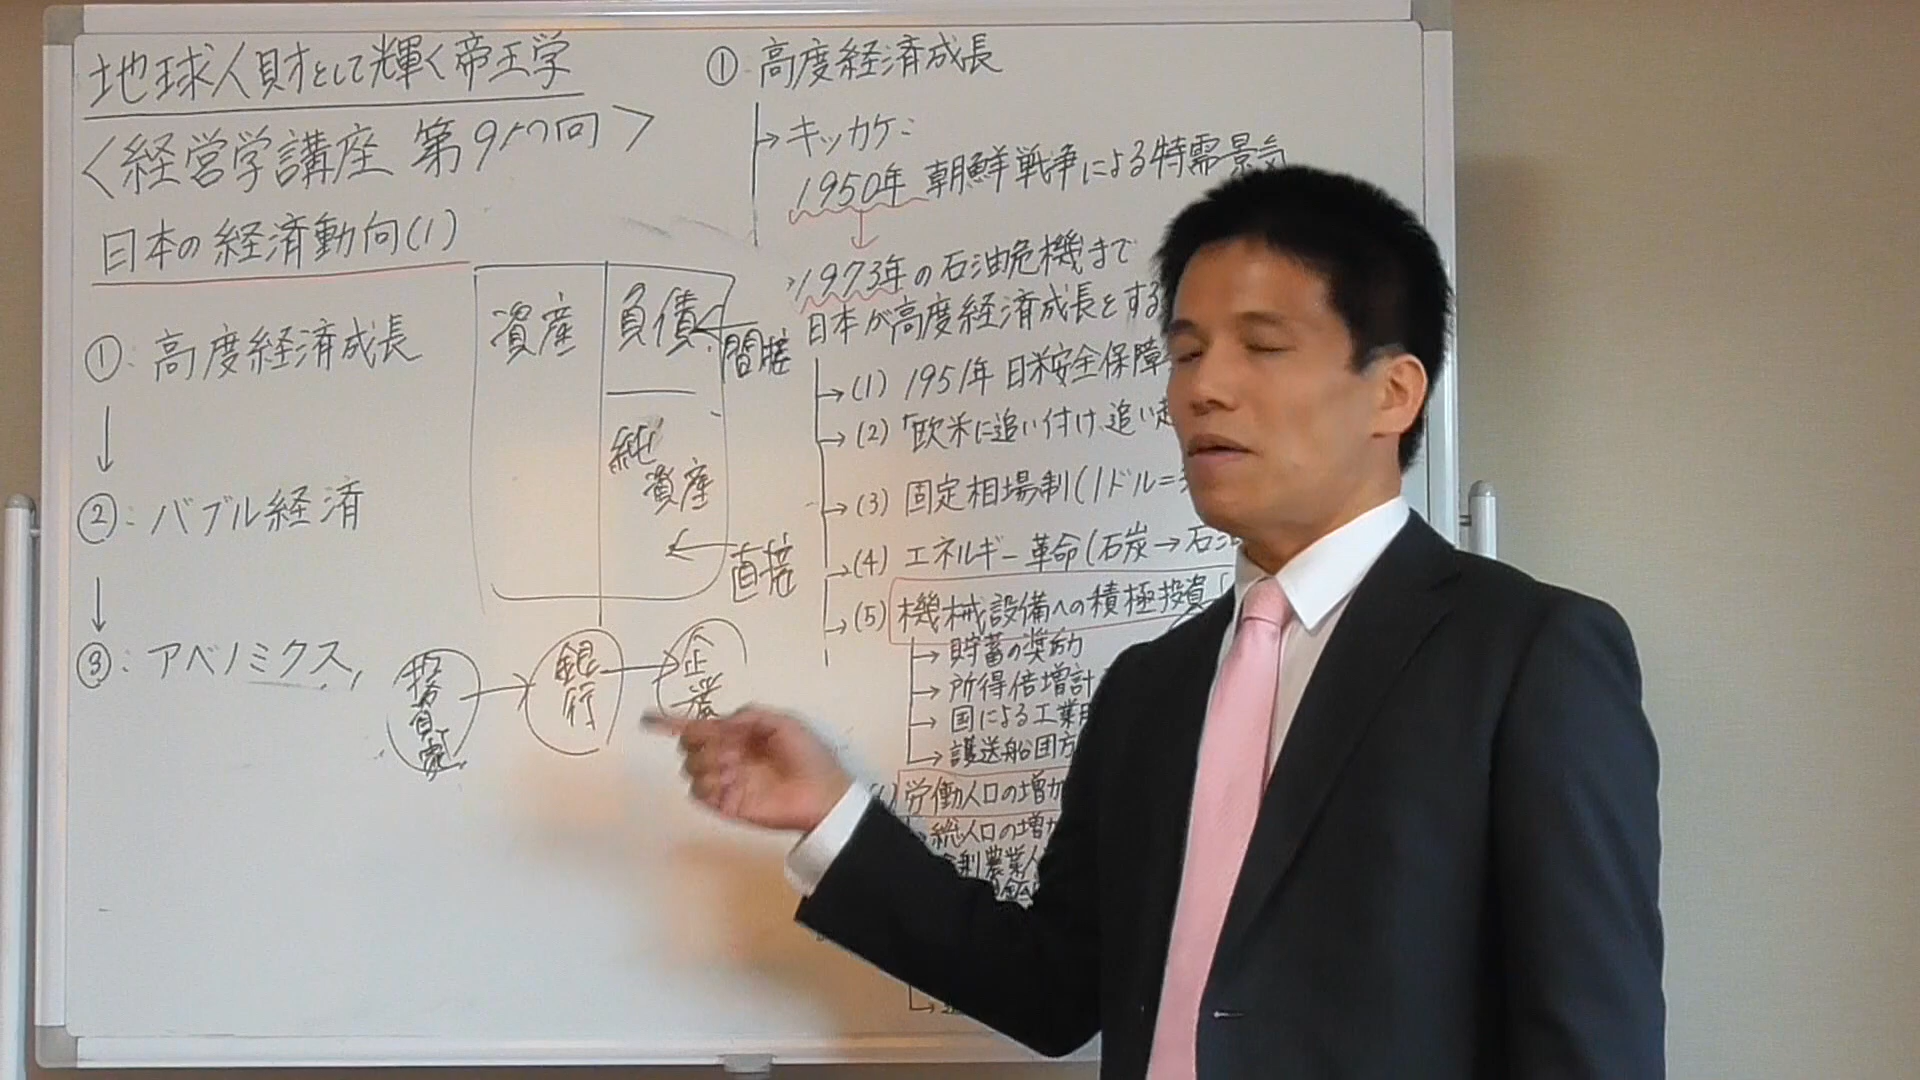 地球人財として輝く帝王学
<経営学講座 第917回>
日本の経済動向(1)
①: 高度経済成長
↓
②: バブル経済
↓
③: アベノミクス
資産
負債
純資産
間接
直接
投資家 → 銀行 → 企業
① 高度経済成長
→ キッカケ:
1950年 朝鮮戦争による特需景気
↓
1973年の石油危機まで
日本が高度経済成長とする
→ (1) 1951年 日米安全保障
→ (2) 「欧米に追い付け、追い
→ (3) 固定相場制(1ドル=
→ (4) エネルギー革命(石炭→石油
→ (5) 機械設備への積極投資
→ 貯蓄の奨励
→ 所得倍増計
→ 国による工業用
→ 護送船団方
労働人口の増加
総人口の増加